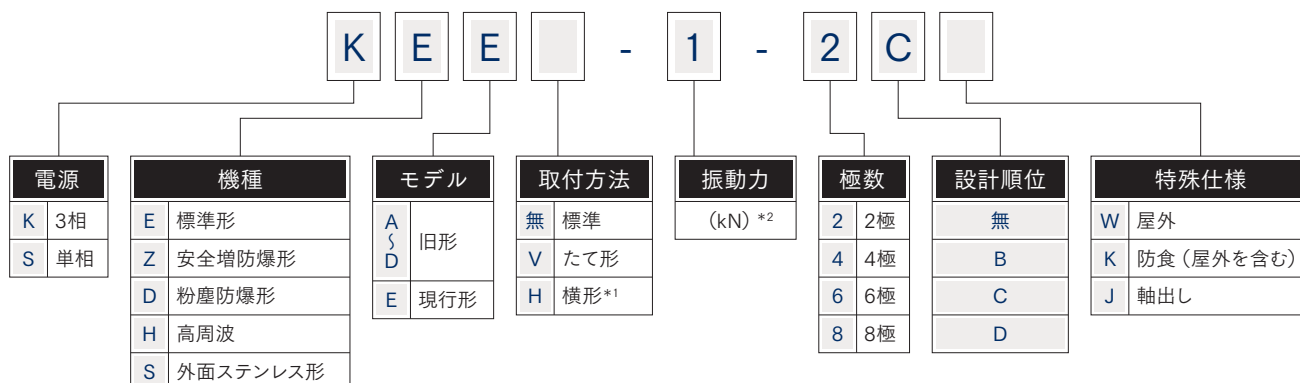 K E E - 1 - 2 C
電源
K 3相
S 単相
機種
E 標準形
Z 安全増防爆形
D 粉塵防爆形
H 高周波
S 外面ステンレス形
モデル
A〜D 旧形
E 現行形
取付方法
無 標準
V たて形
H 横形*1
振動力
(kN) *2
極数
2 2極
4 4極
6 6極
8 8極
設計順位
無
B
C
D
特殊仕様
W 屋外
K 防食（屋外を含む）
J 軸出し